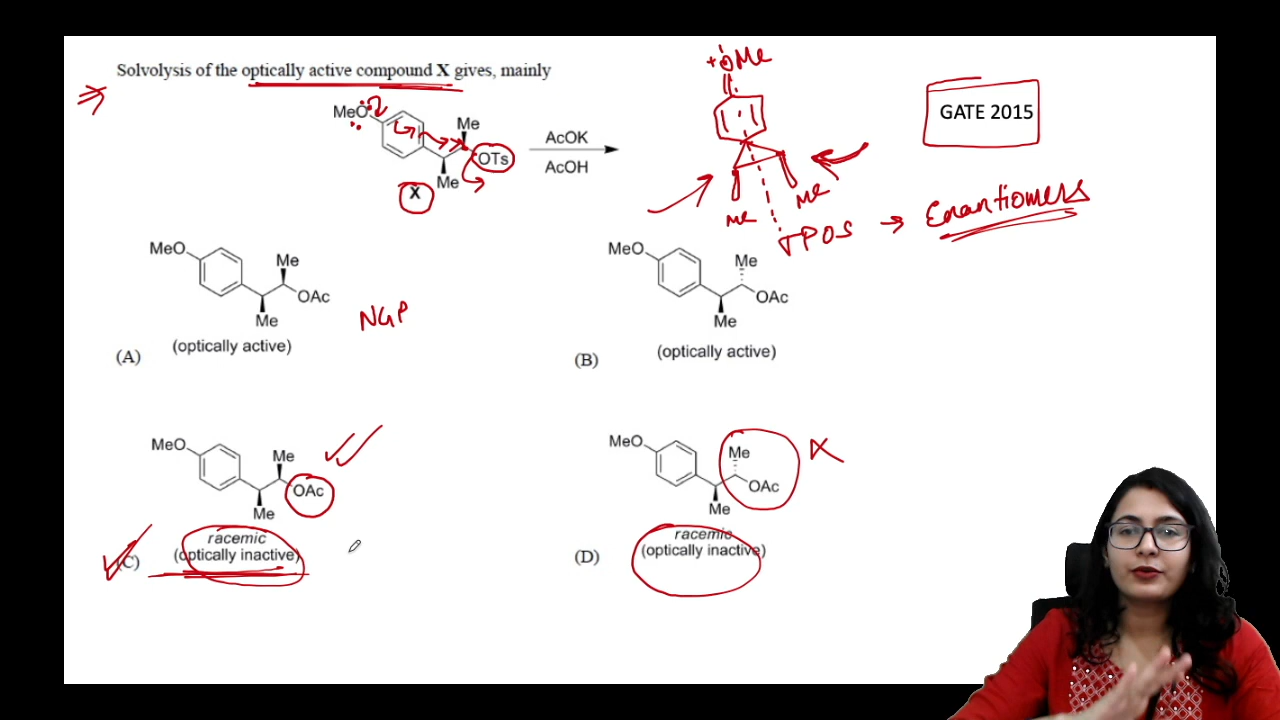 Solvolysis of the optically active compound X gives, mainly
+OMe
GATE 2015
MeO
Me
OTs
Me
X
AcOK
AcOH
Me
Me
POS → Enantiomers
MeO
Me
OAc
Me
(optically active)
(A)
NGP
MeO
Me
OAc
Me
(optically active)
(B)
MeO
Me
OAc
Me
racemic
(optically inactive)
(C)
MeO
Me
OAc
Me
racemic
(optically inactive)
(D)